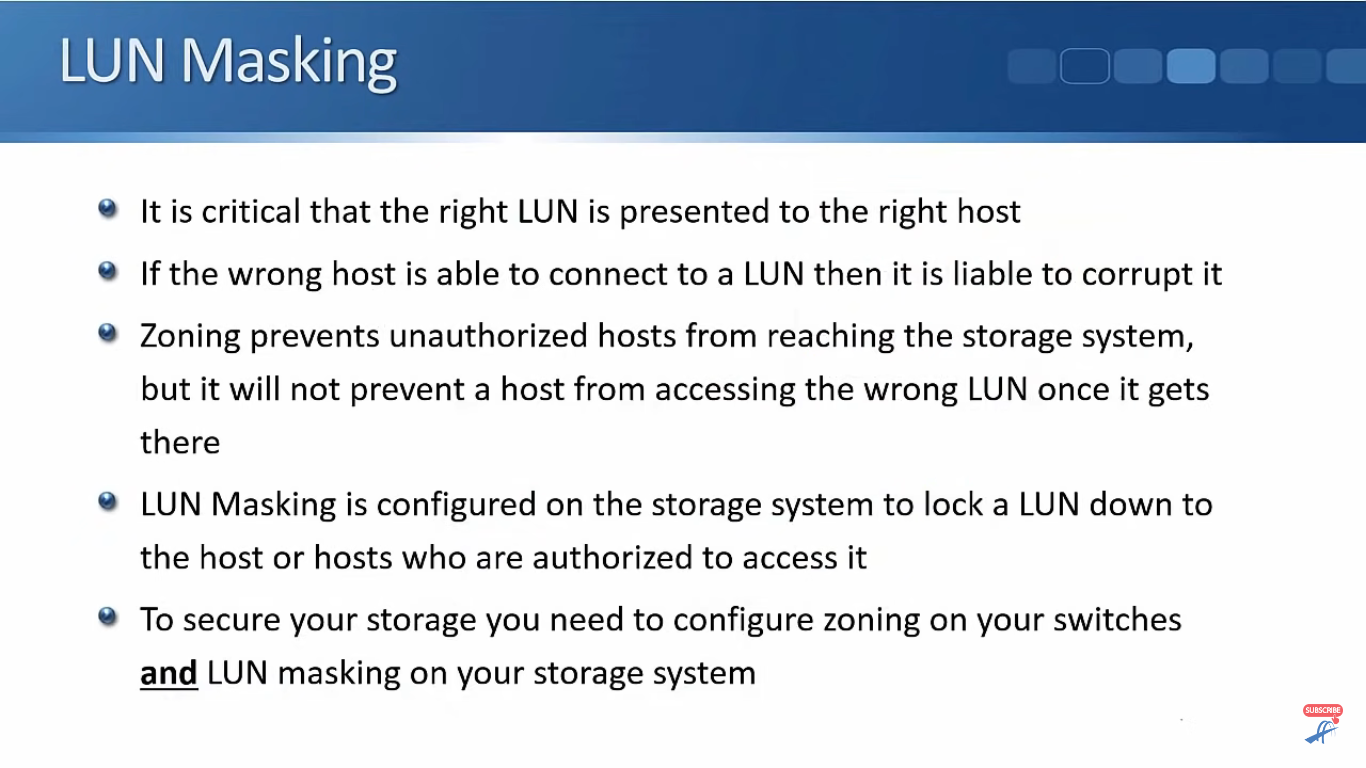 LUN Masking
It is critical that the right LUN is presented to the right host
If the wrong host is able to connect to a LUN then it is liable to corrupt it
Zoning prevents unauthorized hosts from reaching the storage system,
but it will not prevent a host from accessing the wrong LUN once it gets
there
LUN Masking is configured on the storage system to lock a LUN down to
the host or hosts who are authorized to access it
To secure your storage you need to configure zoning on your switches
and LUN masking on your storage system
SUBSCRIBE